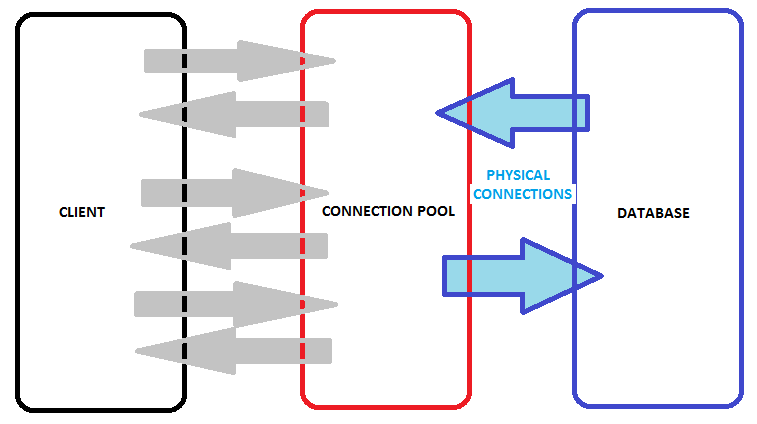 CLIENT
CONNECTION POOL
PHYSICAL
CONNECTIONS
DATABASE